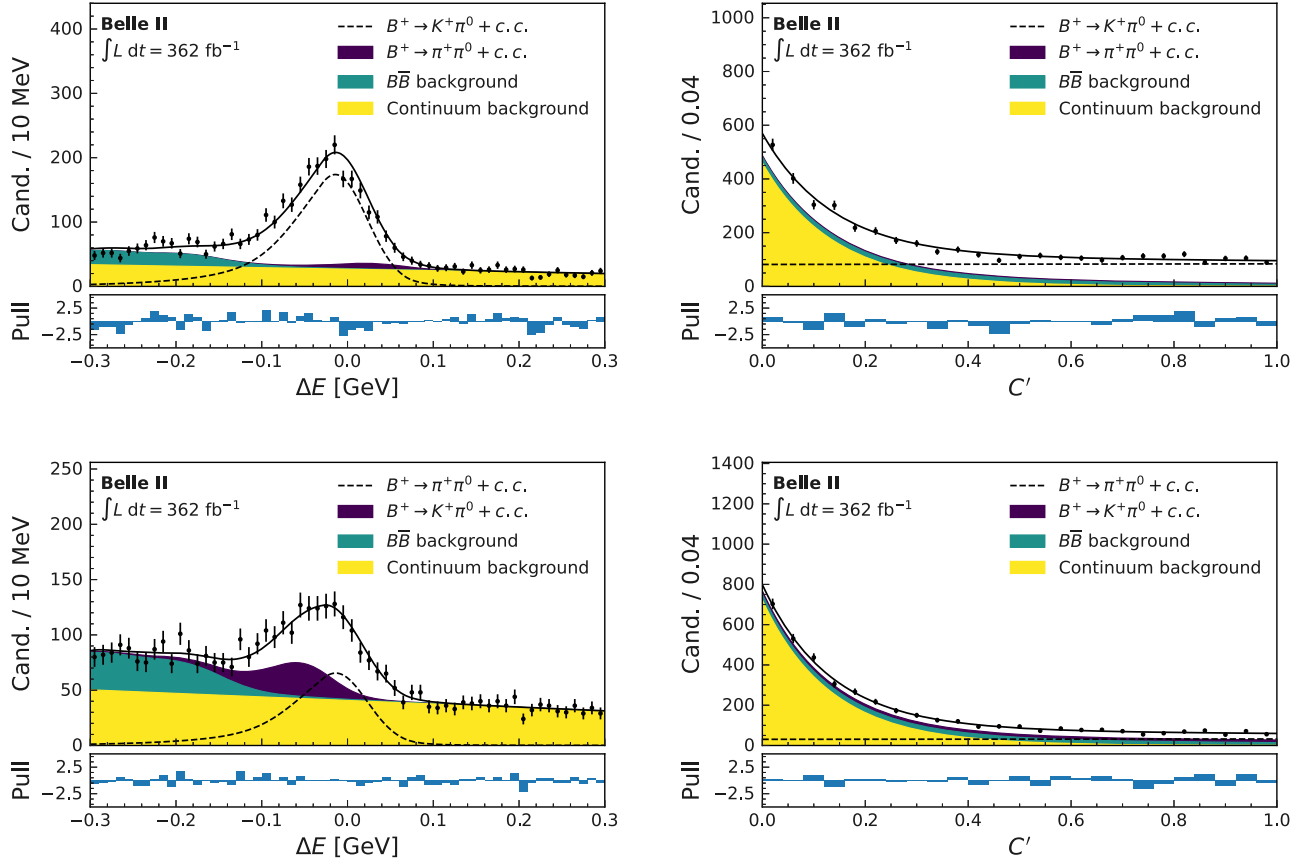 Belle II
∫L dt = 362 fb⁻¹
B⁺ → K⁺π⁰ + c. c.
B⁺ → π⁺π⁰ + c. c.
BB̅ background
Continuum background
Cand. / 10 MeV
400
300
200
100
0
Pull
2.5
−2.5
−0.3 −0.2 −0.1 0.0 0.1 0.2 0.3
ΔE [GeV]
Belle II
∫L dt = 362 fb⁻¹
B⁺ → K⁺π⁰ + c. c.
B⁺ → π⁺π⁰ + c. c.
BB̅ background
Continuum background
Cand. / 0.04
1000
800
600
400
200
0
Pull
2.5
−2.5
0.0 0.2 0.4 0.6 0.8 1.0
C′
Belle II
∫L dt = 362 fb⁻¹
B⁺ → π⁺π⁰ + c. c.
B⁺ → K⁺π⁰ + c. c.
BB̅ background
Continuum background
Cand. / 10 MeV
250
200
150
100
50
0
Pull
2.5
−2.5
−0.3 −0.2 −0.1 0.0 0.1 0.2 0.3
ΔE [GeV]
Belle II
∫L dt = 362 fb⁻¹
B⁺ → π⁺π⁰ + c. c.
B⁺ → K⁺π⁰ + c. c.
BB̅ background
Continuum background
Cand. / 0.04
1400
1200
1000
800
600
400
200
0
Pull
2.5
−2.5
0.0 0.2 0.4 0.6 0.8 1.0
C′